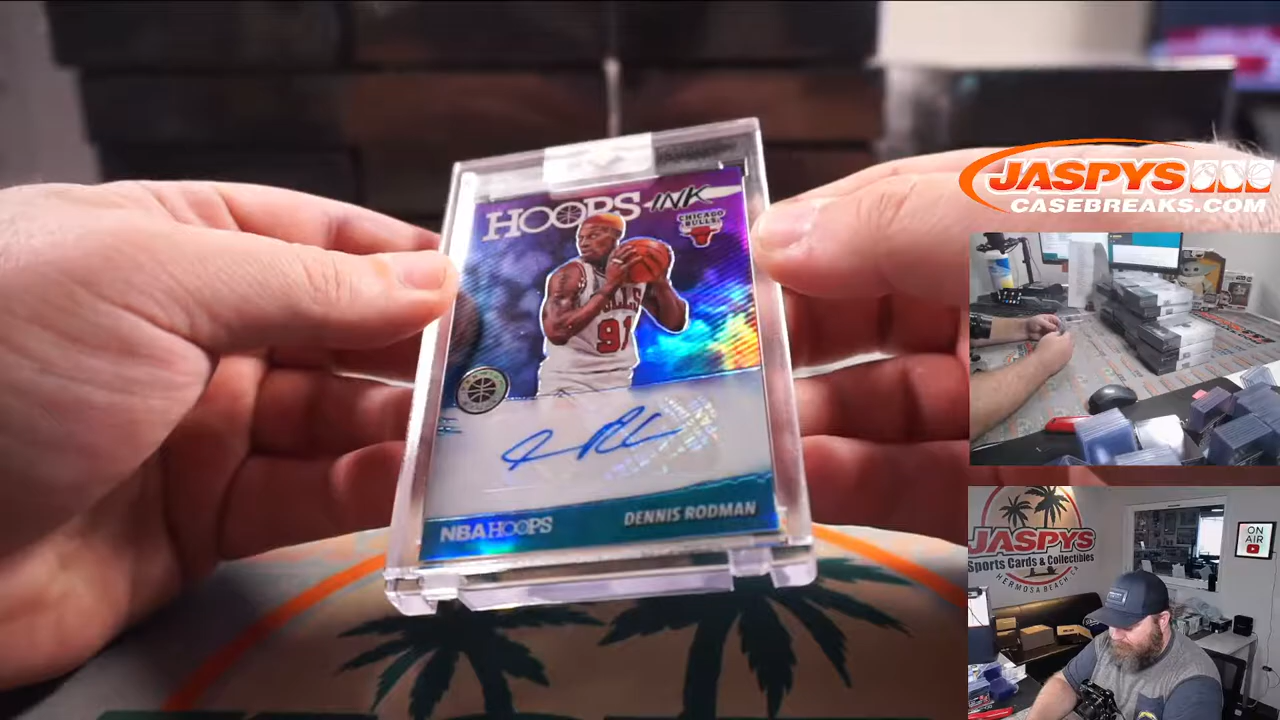 HOOPS INK
CHICAGO
BULLS
BULLS
91
NBA HOOPS
DENNIS RODMAN
JASPYS
CASEBREAKS.COM
JASPYS
Sports Cards & Collectibles
HERMOSA BEACH, CA
ON
AIR